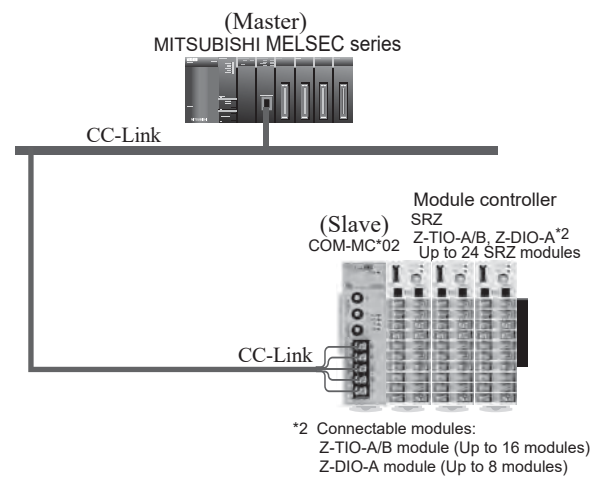 (Master)
MITSUBISHI MELSEC series
CC-Link
Module controller
(Slave)
SRZ
COM-MC*02
Z-TIO-A/B, Z-DIO-A*2
Up to 24 SRZ modules
CC-Link
*2 Connectable modules:
Z-TIO-A/B module (Up to 16 modules)
Z-DIO-A module (Up to 8 modules)